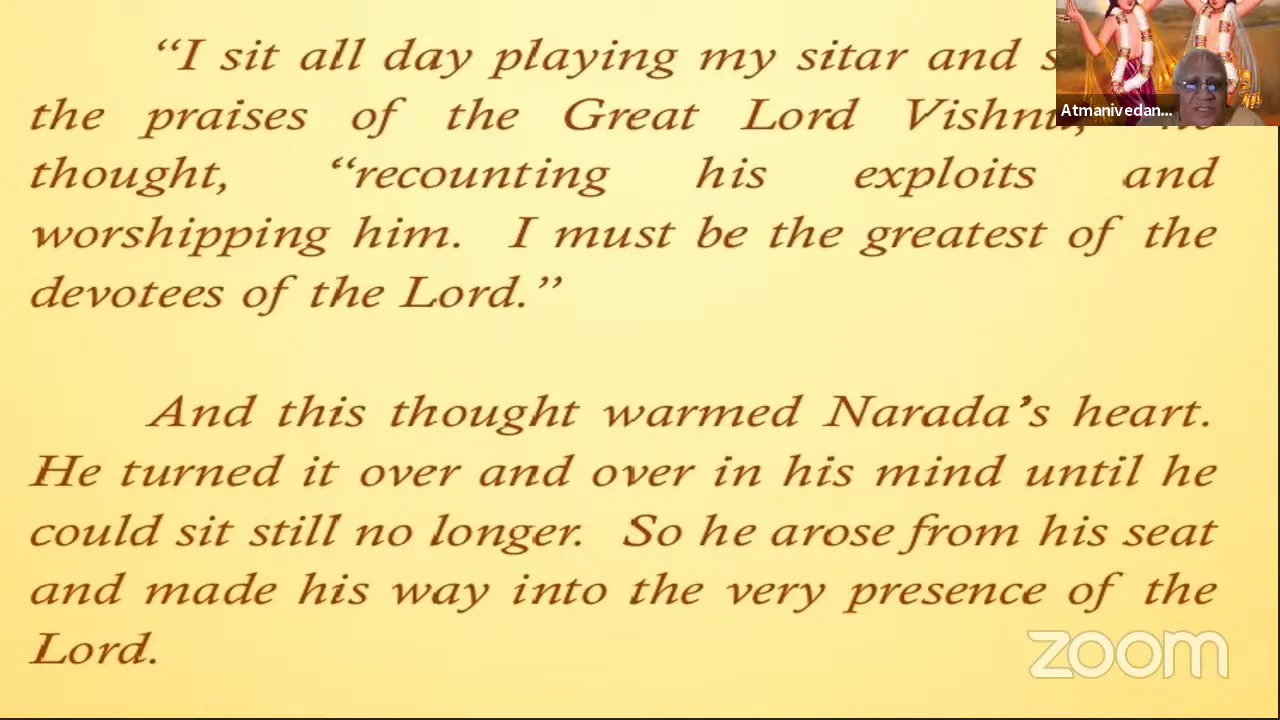 “I sit all day playing my sitar and
the praises of the Great Lord Vishnu,
thought, “recounting his exploits and
worshipping him. I must be the greatest of the
devotees of the Lord.”
And this thought warmed Narada’s heart.
He turned it over and over in his mind until he
could sit still no longer. So he arose from his seat
and made his way into the very presence of the
Lord.
Atmanivedan...
zoom